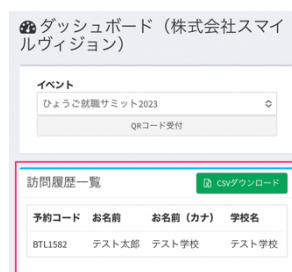 ダッシュボード（株式会社スマイ
ルヴィジョン）
イベント
ひょうご就職サミット2023
QRコード受付
訪問履歴一覧
CSVダウンロード
予約コード お名前 お名前（カナ） 学校名
BTL1582 テスト太郎 テスト学校 テスト学校